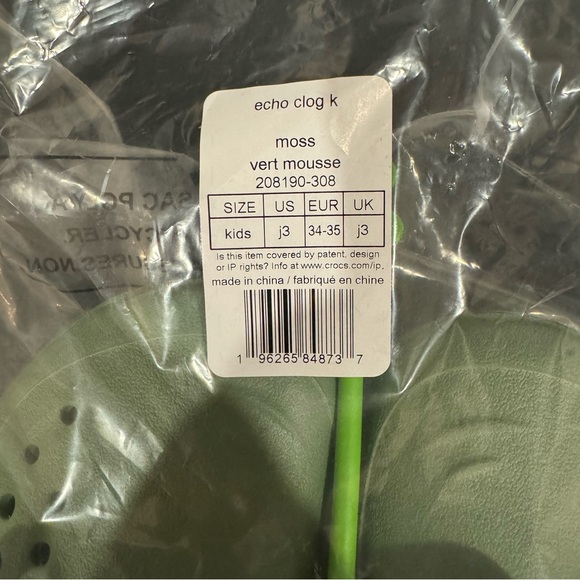 echo clog k
moss
vert mousse
208190-308
SIZE US EUR UK
kids j3 34-35 j3
Is this item covered by patent, design
or IP rights? Info at www.crocs.com/ip.
made in china / fabriqué en chine
1 96265 84873 7
SAC